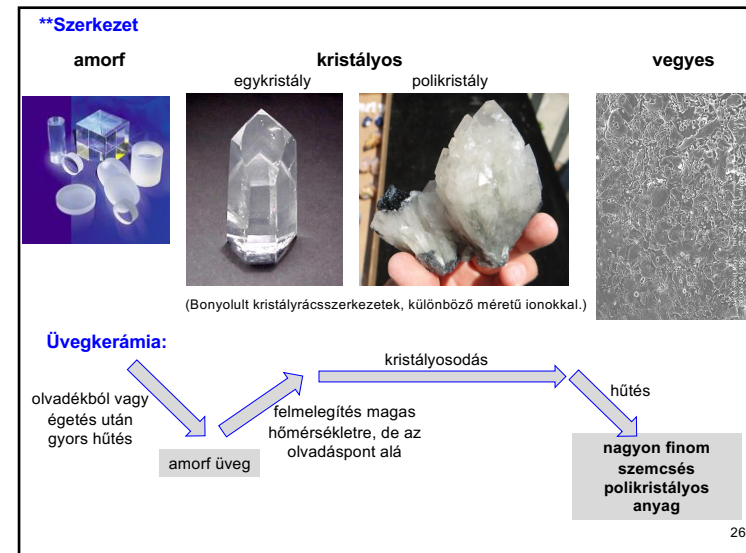 **Szerkezet
amorf
kristályos
vegyes
egykristály
polikristály
(Bonyolult kristályrácsszerkezetek, különböző méretű ionokkal.)
Üvegkerámia:
olvadékból vagy
égetés után
gyors hűtés
amorf üveg
felmelegítés magas
hőmérsékletre, de az
olvadáspont alá
kristályosodás
hűtés
nagyon finom
szemcsés
polikristályos
anyag
26